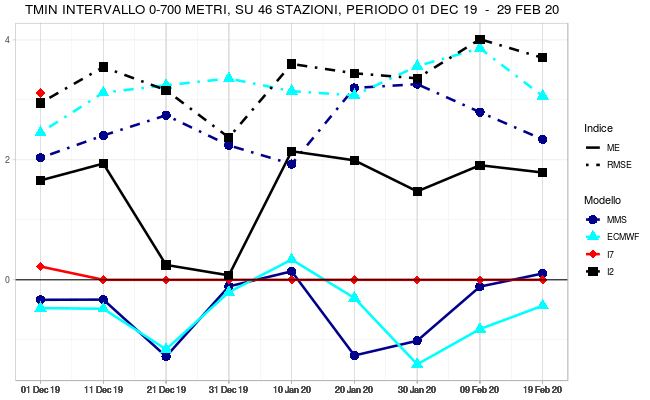 TMIN INTERVALLO 0-700 METRI, SU 46 STAZIONI, PERIODO 01 DEC 19 - 29 FEB 20
4
2
0
01 Dec 19 11 Dec 19 21 Dec 19 31 Dec 19 10 Jan 20 20 Jan 20 30 Jan 20 09 Feb 20 19 Feb 20
Indice
ME
RMSE
Modello
MMS
ECMWF
I7
I2